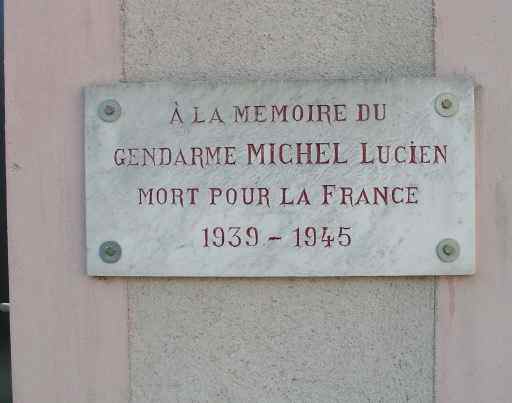 À LA MEMOIRE DU
GENDARME MICHEL LUCIEN
MORT POUR LA FRANCE
1939 - 1945